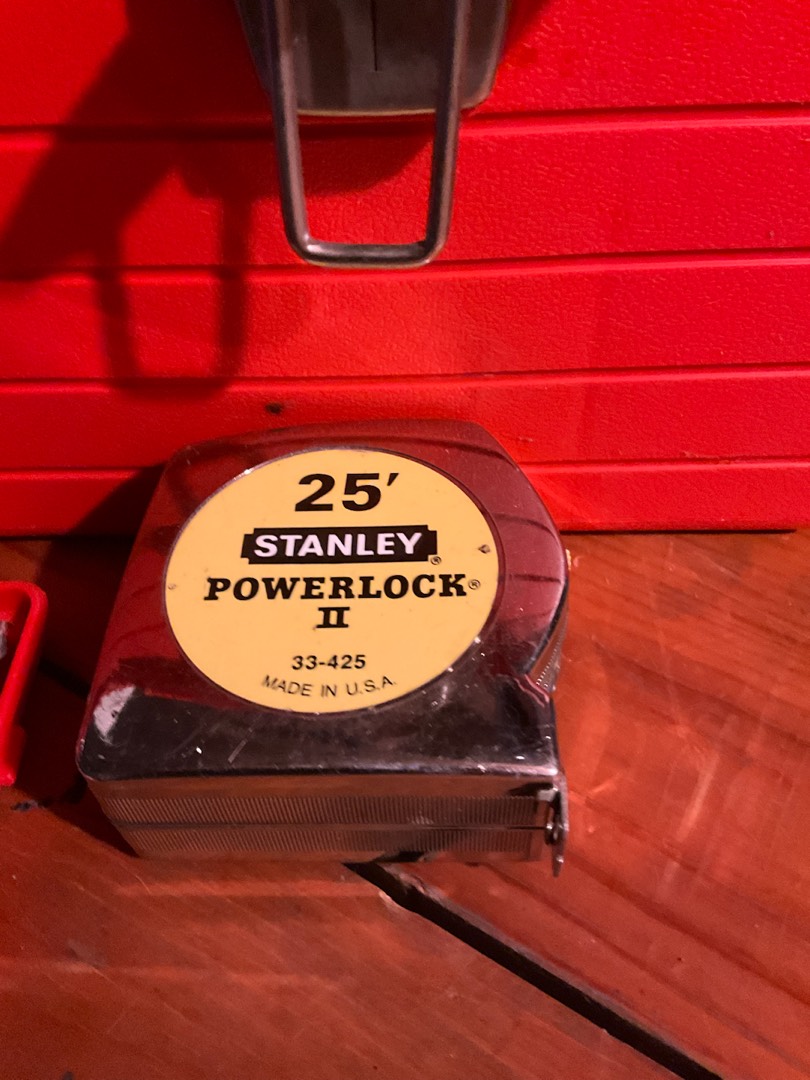 25′
STANLEY®
POWERLOCK®
II
33-425
MADE IN U.S.A.